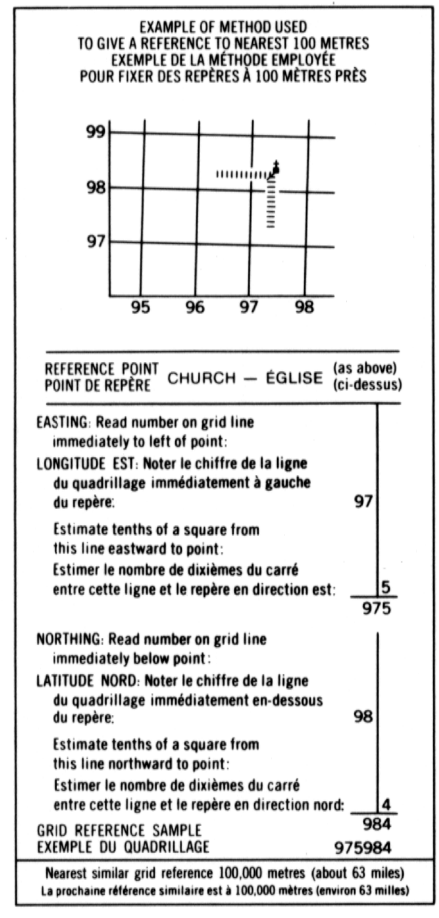 EXAMPLE OF METHOD USED
TO GIVE A REFERENCE TO NEAREST 100 METRES
EXEMPLE DE LA MÉTHODE EMPLOYÉE
POUR FIXER DES REPÈRES À 100 MÈTRES PRÈS
99
98
97
95 96 97 98
REFERENCE POINT
POINT DE REPÈRE CHURCH — ÉGLISE (as above)
(ci-dessus)
EASTING: Read number on grid line
immediately to left of point:
LONGITUDE EST: Noter le chiffre de la ligne
du quadrillage immédiatement à gauche
du repère: 97
Estimate tenths of a square from
this line eastward to point:
Estimer le nombre de dixièmes du carré
entre cette ligne et le repère en direction est: 5
975
NORTHING: Read number on grid line
immediately below point:
LATITUDE NORD: Noter le chiffre de la ligne
du quadrillage immédiatement en-dessous
du repère: 98
Estimate tenths of a square from
this line northward to point:
Estimer le nombre de dixièmes du carré
entre cette ligne et le repère en direction nord: 4
984
GRID REFERENCE SAMPLE
EXEMPLE DU QUADRILLAGE 975984
Nearest similar grid reference 100,000 metres (about 63 miles)
La prochaine référence similaire est à 100,000 mètres (environ 63 milles)